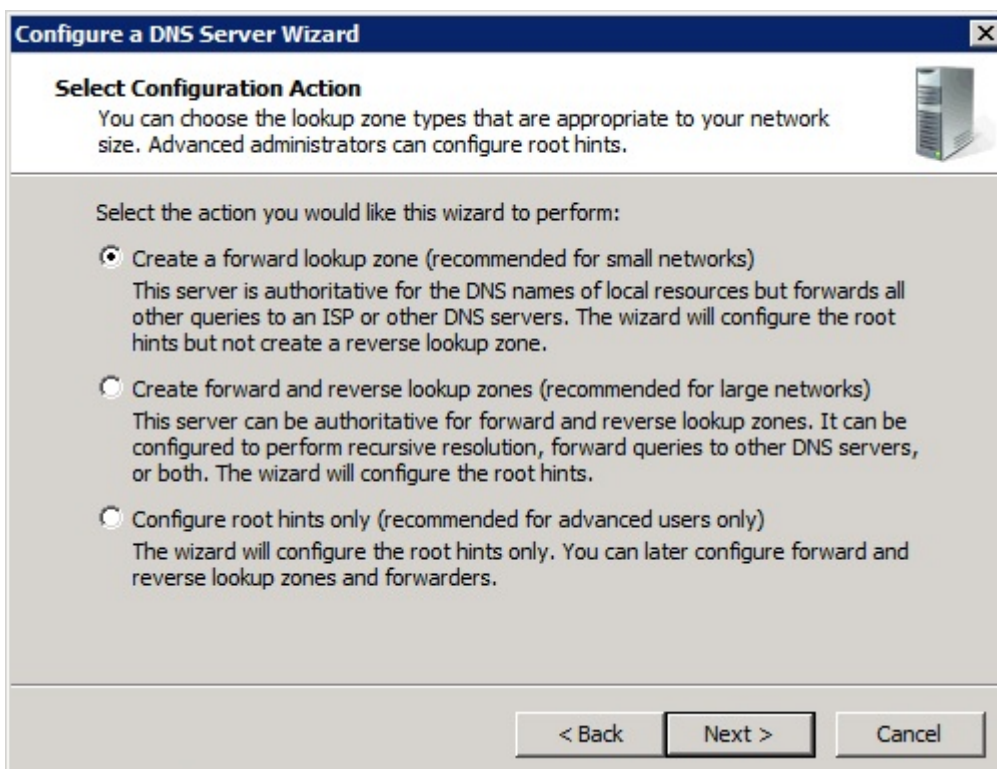 Configure a DNS Server Wizard
Select Configuration Action
You can choose the lookup zone types that are appropriate to your network
size. Advanced administrators can configure root hints.
Select the action you would like this wizard to perform:
Create a forward lookup zone (recommended for small networks)
This server is authoritative for the DNS names of local resources but forwards all
other queries to an ISP or other DNS servers. The wizard will configure the root
hints but not create a reverse lookup zone.
Create forward and reverse lookup zones (recommended for large networks)
This server can be authoritative for forward and reverse lookup zones. It can be
configured to perform recursive resolution, forward queries to other DNS servers,
or both. The wizard will configure the root hints.
Configure root hints only (recommended for advanced users only)
The wizard will configure the root hints only. You can later configure forward and
reverse lookup zones and forwarders.
< Back Next > Cancel